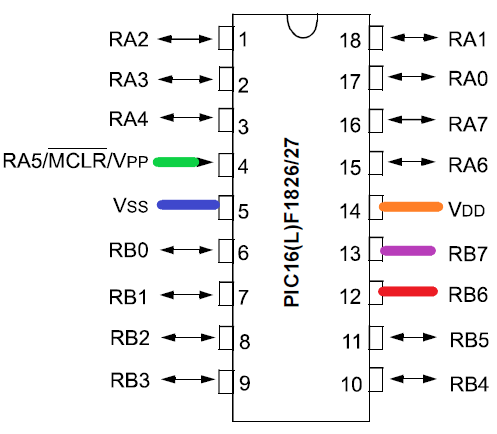 RA2 1 18 RA1
RA3 2 17 RA0
RA4 3 16 RA7
RA5/MCLR/VPP 4 15 RA6
VSS 5 14 VDD
RB0 6 13 RB7
RB1 7 12 RB6
RB2 8 11 RB5
RB3 9 10 RB4
PIC16(L)F1826/27